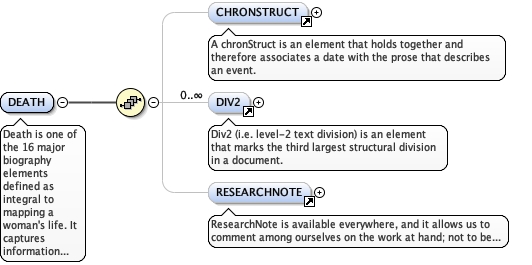 CHRONSTRUCT
A chronStruct is an element that holds together and
therefore associates a date with the prose that describes
an event.
0..∞
DEATH
DIV2
Death is one of
the 16 major
biography
elements
defined as
integral to
mapping a
woman's life. It
captures
information...
Div2 (i.e. level-2 text division) is an element
that marks the third largest structural division
in a document.
RESEARCHNOTE
ResearchNote is available everywhere, and it allows us to
comment among ourselves on the work at hand; not to be...